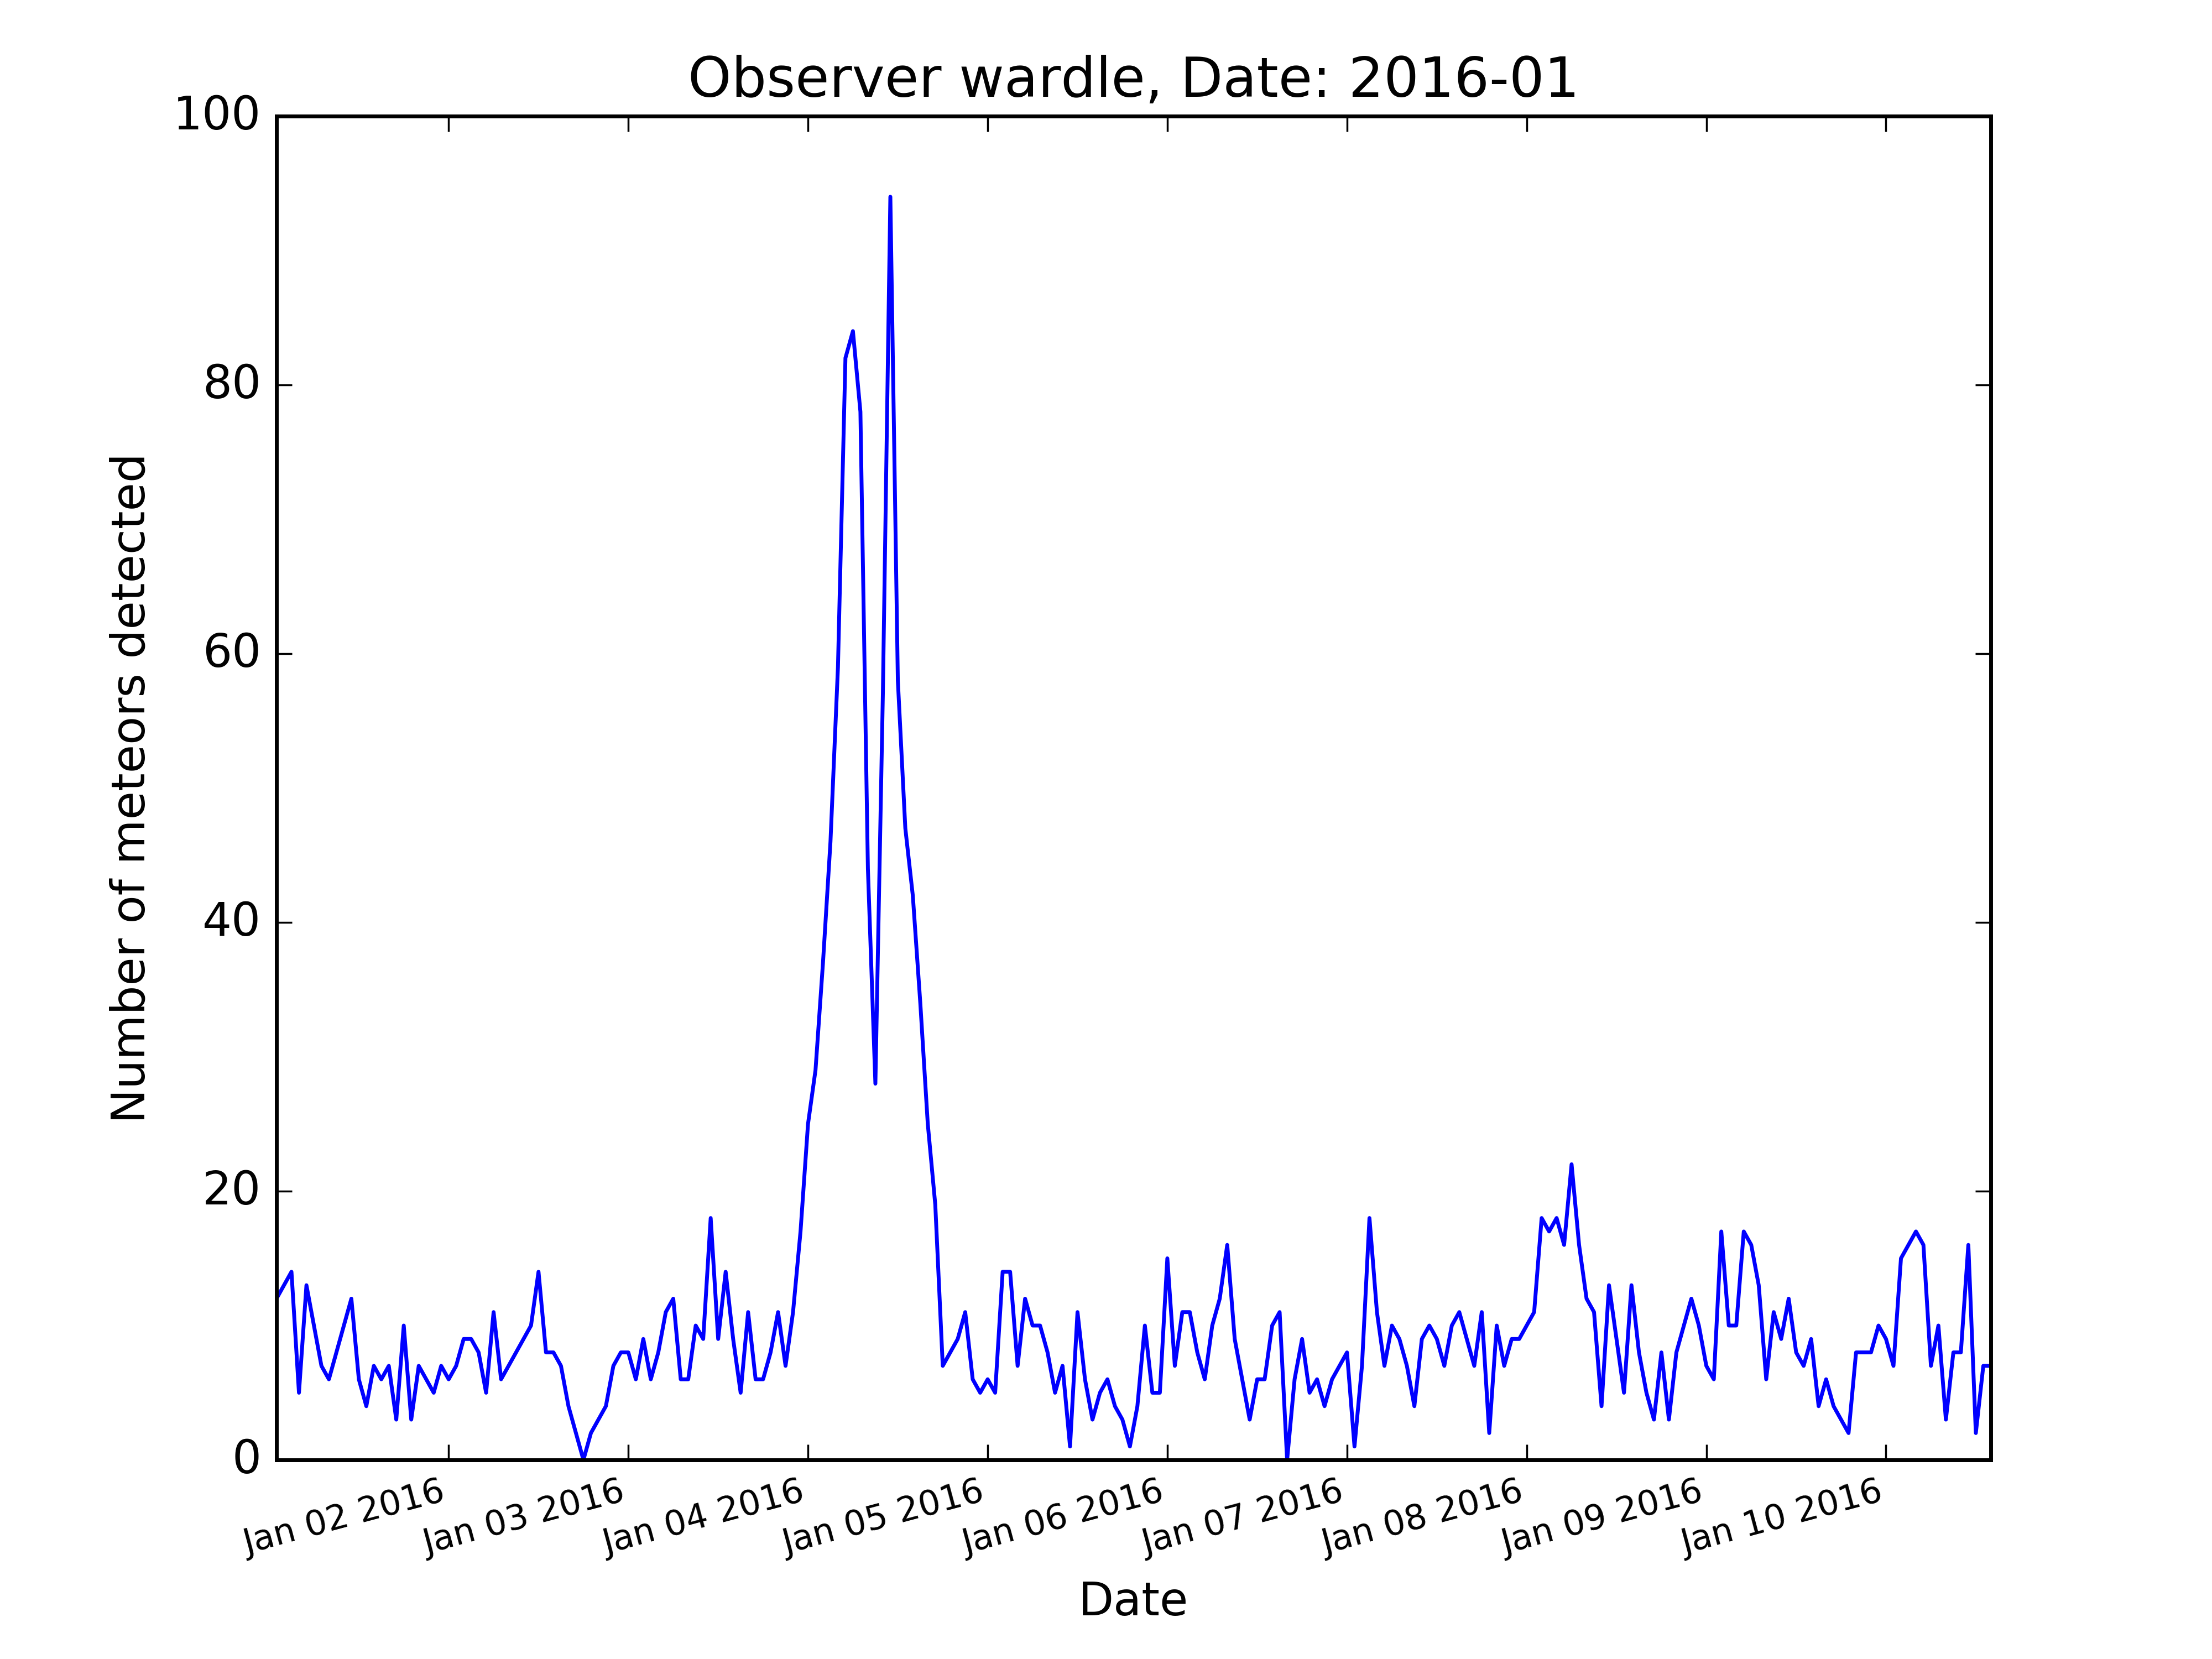 Observer wardle, Date: 2016-01
100
80
60
40
20
0
Number of meteors detected
Jan 02 2016
Jan 03 2016
Jan 04 2016
Jan 05 2016
Jan 06 2016
Jan 07 2016
Jan 08 2016
Jan 09 2016
Jan 10 2016
Date